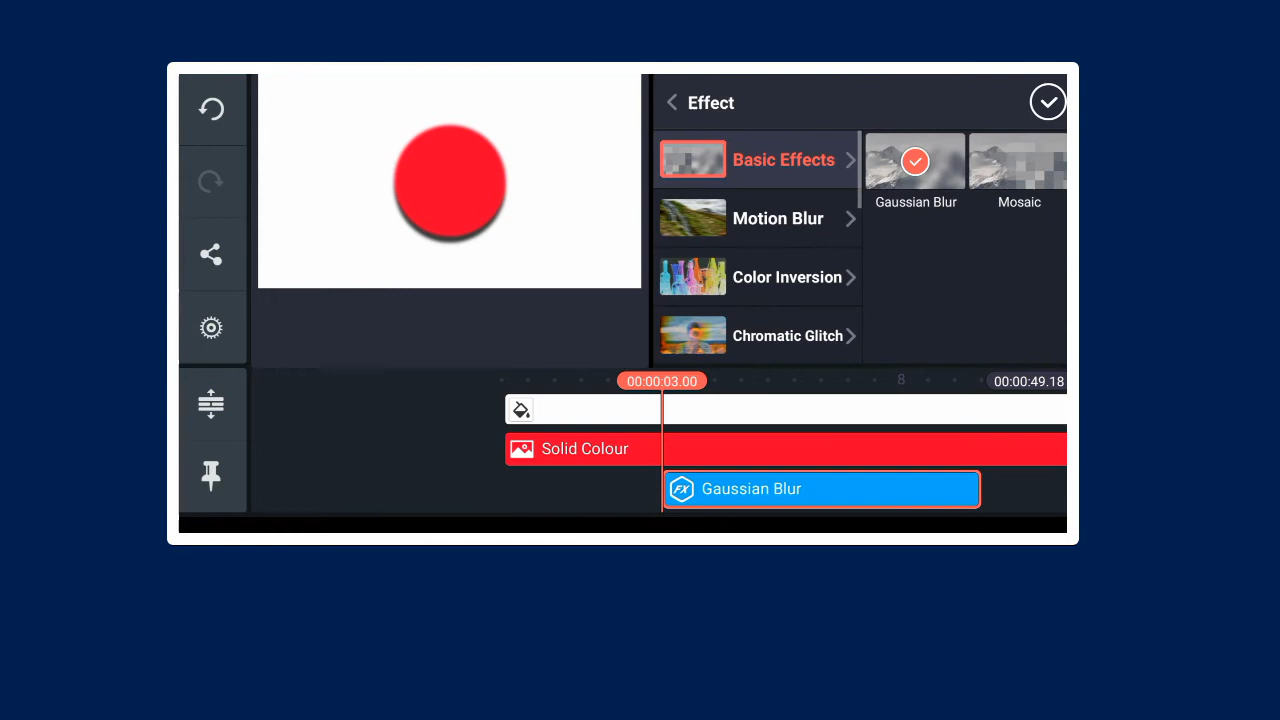 Effect
Basic Effects
Gaussian Blur
Mosaic
Motion Blur
Color Inversion
Chromatic Glitch
00:00:03.00
8
00:00:49.18
Solid Colour
FX
Gaussian Blur